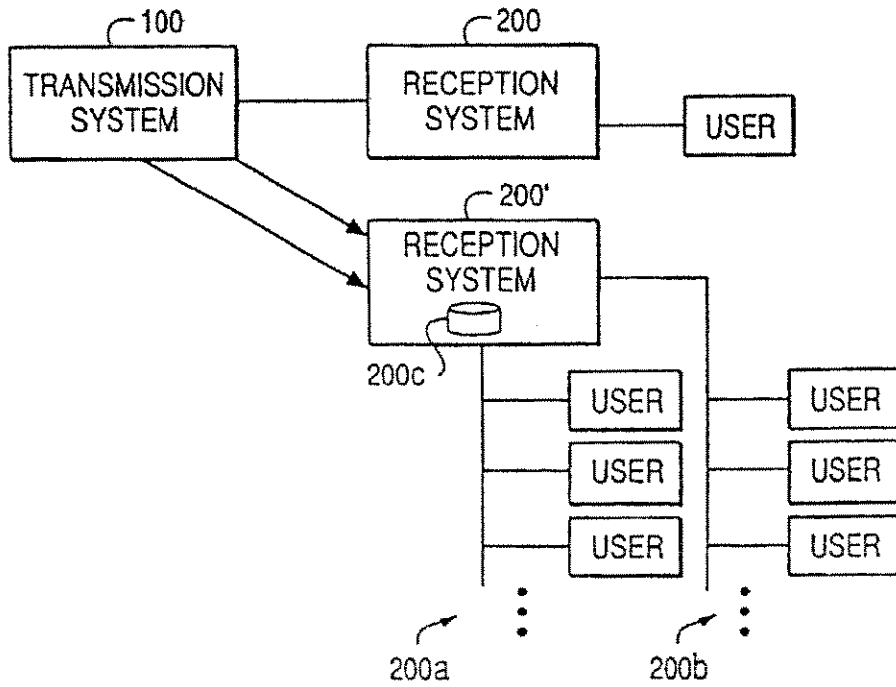 100
200
TRANSMISSION
SYSTEM
RECEPTION
SYSTEM
USER
200'
RECEPTION
SYSTEM
200c
USER
USER
USER
USER
USER
USER
200a
200b